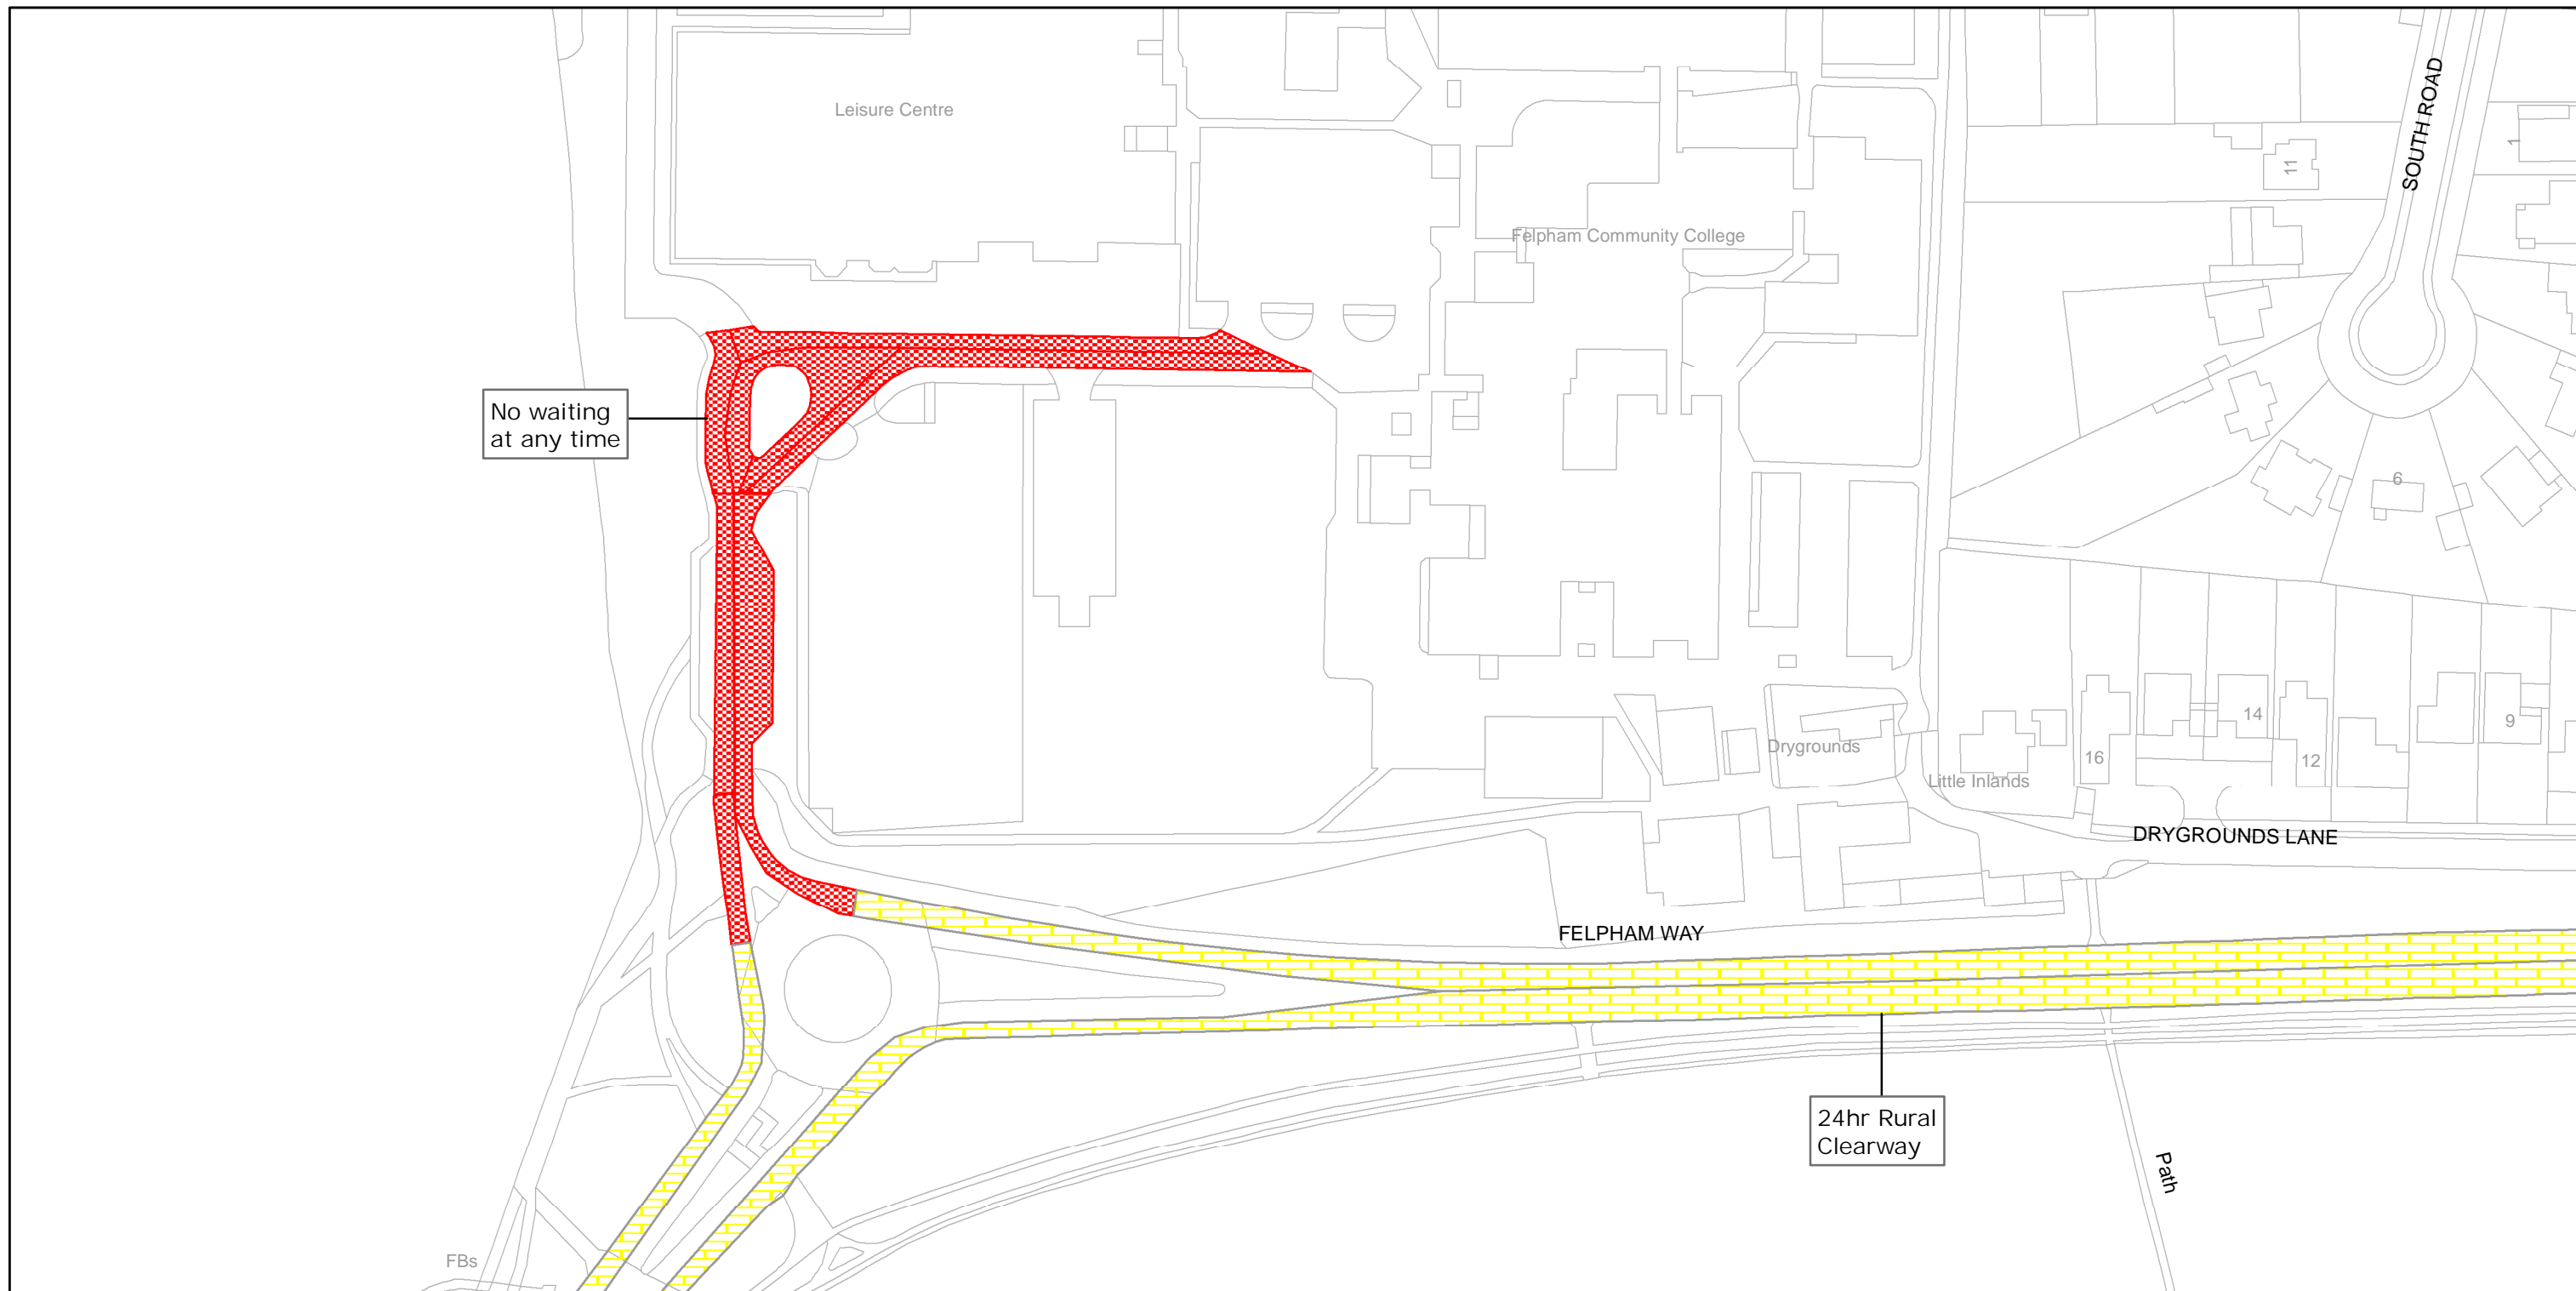 Leisure Centre
SOUTH ROAD
1
11
Felpham Community College
No waiting
at any time
6
14
9
Drygrounds
16
12
Little Inlands
DRYGROUNDS LANE
FELPHAM WAY
24hr Rural
Clearway
Path
FBs